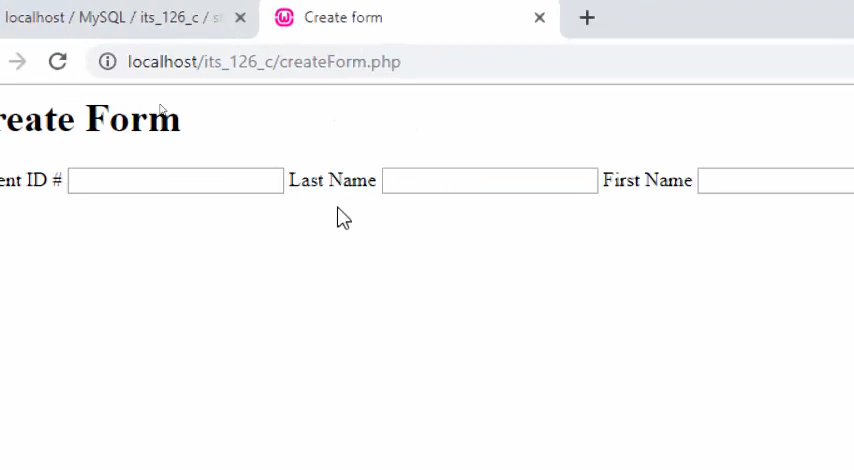 localhost / MySQL / its_126_c / st
Create form
localhost/its_126_c/createForm.php
reate Form
ent ID #
Last Name
First Name